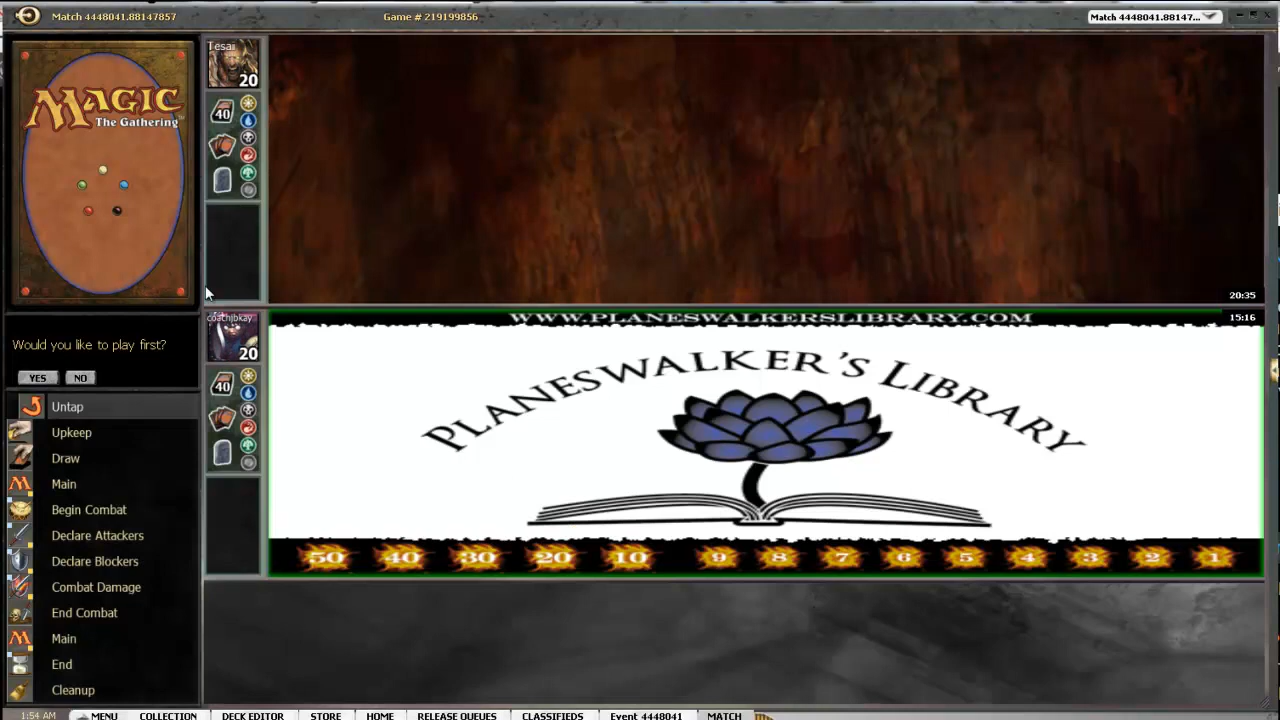 Match 4448041.88147857
Game # 219199856
Match 4448041.88147...
MAGIC
The Gathering
Tesai
20
40
20:35
coachjbkay
20
40
15:16
WWW.PLANESWALKERSLIBRARY.COM
PLANESWALKER'S LIBRARY
50 40 30 20 10 9 8 7 6 5 4 3 2 1
Would you like to play first?
YES NO
Untap
Upkeep
Draw
Main
Begin Combat
Declare Attackers
Declare Blockers
Combat Damage
End Combat
Main
End
Cleanup
1:54 AM MENU COLLECTION DECK EDITOR STORE HOME RELEASE QUEUES CLASSIFIEDS Event 4448041 MATCH